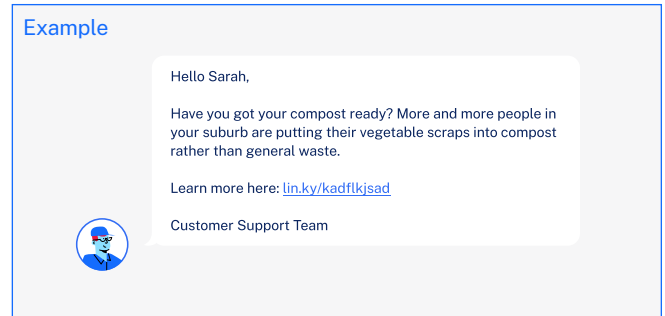 Example
Hello Sarah,
Have you got your compost ready? More and more people in
your suburb are putting their vegetable scraps into compost
rather than general waste.
Learn more here: lin.ky/kadflkjsad
Customer Support Team